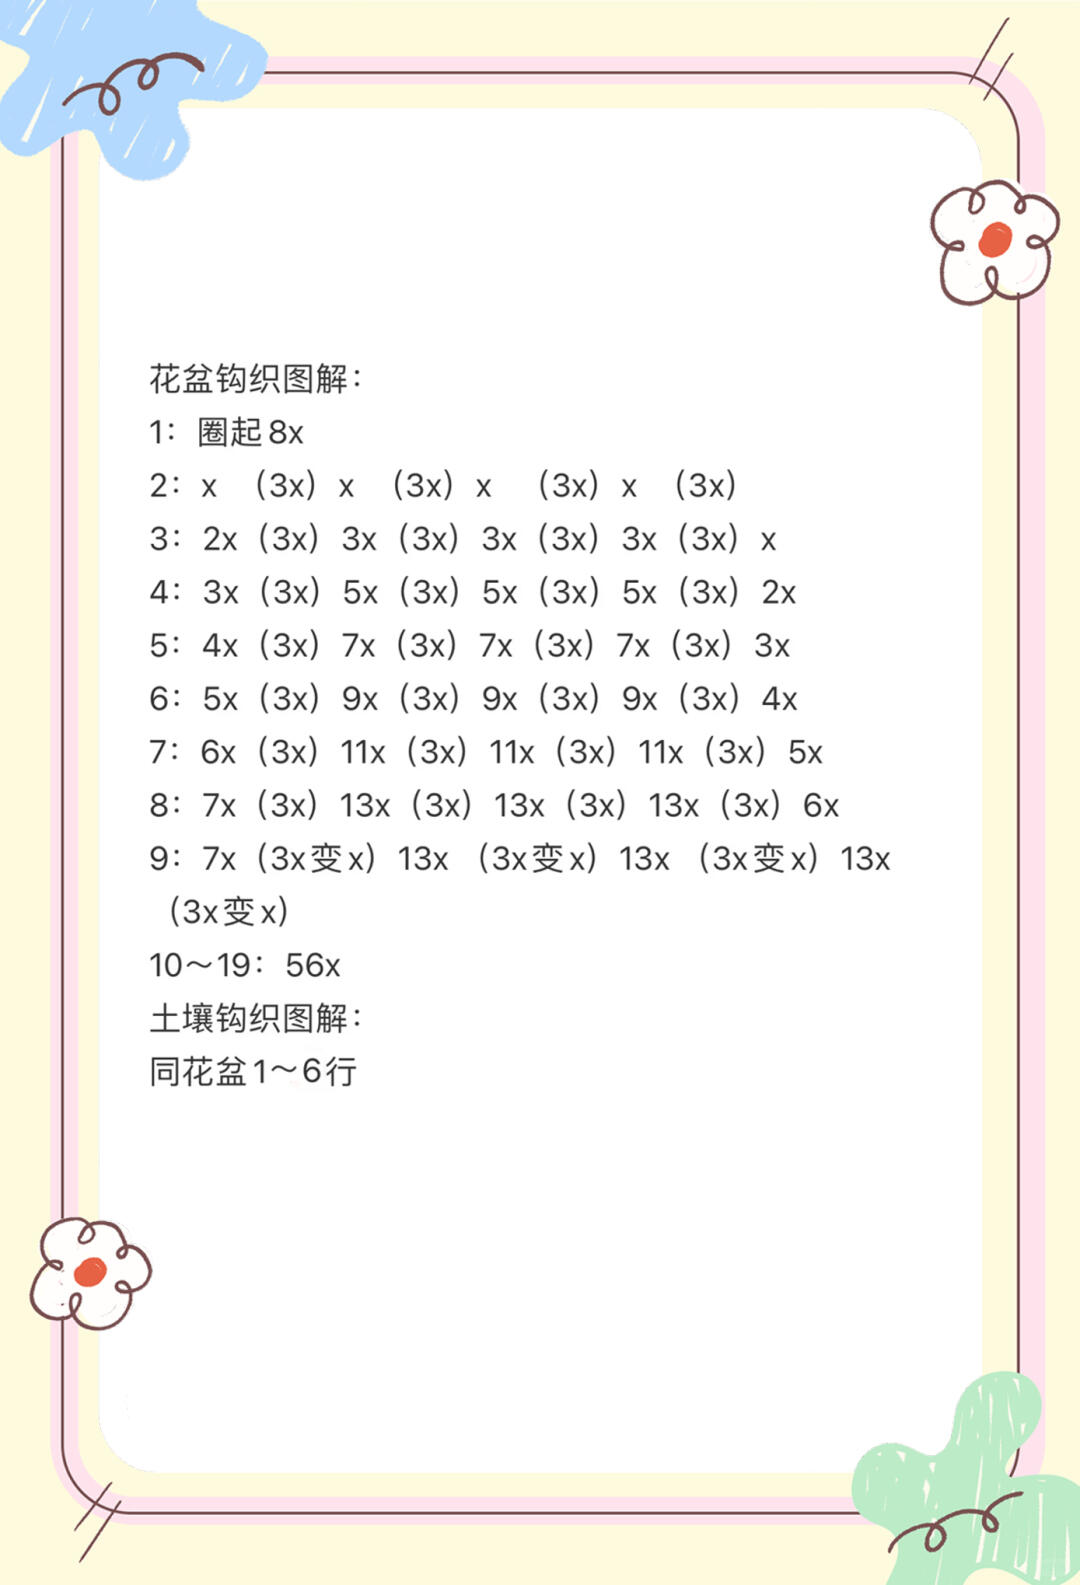 花盆钩织图解：
1：圈起8x
2：x （3x）x （3x）x （3x）x （3x）
3：2x（3x）3x（3x）3x（3x）3x（3x）x
4：3x（3x）5x（3x）5x（3x）5x（3x）2x
5：4x（3x）7x（3x）7x（3x）7x（3x）3x
6：5x（3x）9x（3x）9x（3x）9x（3x）4x
7：6x（3x）11x（3x）11x（3x）11x（3x）5x
8：7x（3x）13x（3x）13x（3x）13x（3x）6x
9：7x（3x变x）13x （3x变x）13x （3x变x）13x
（3x变x）
10～19：56x
土壤钩织图解：
同花盆1～6行